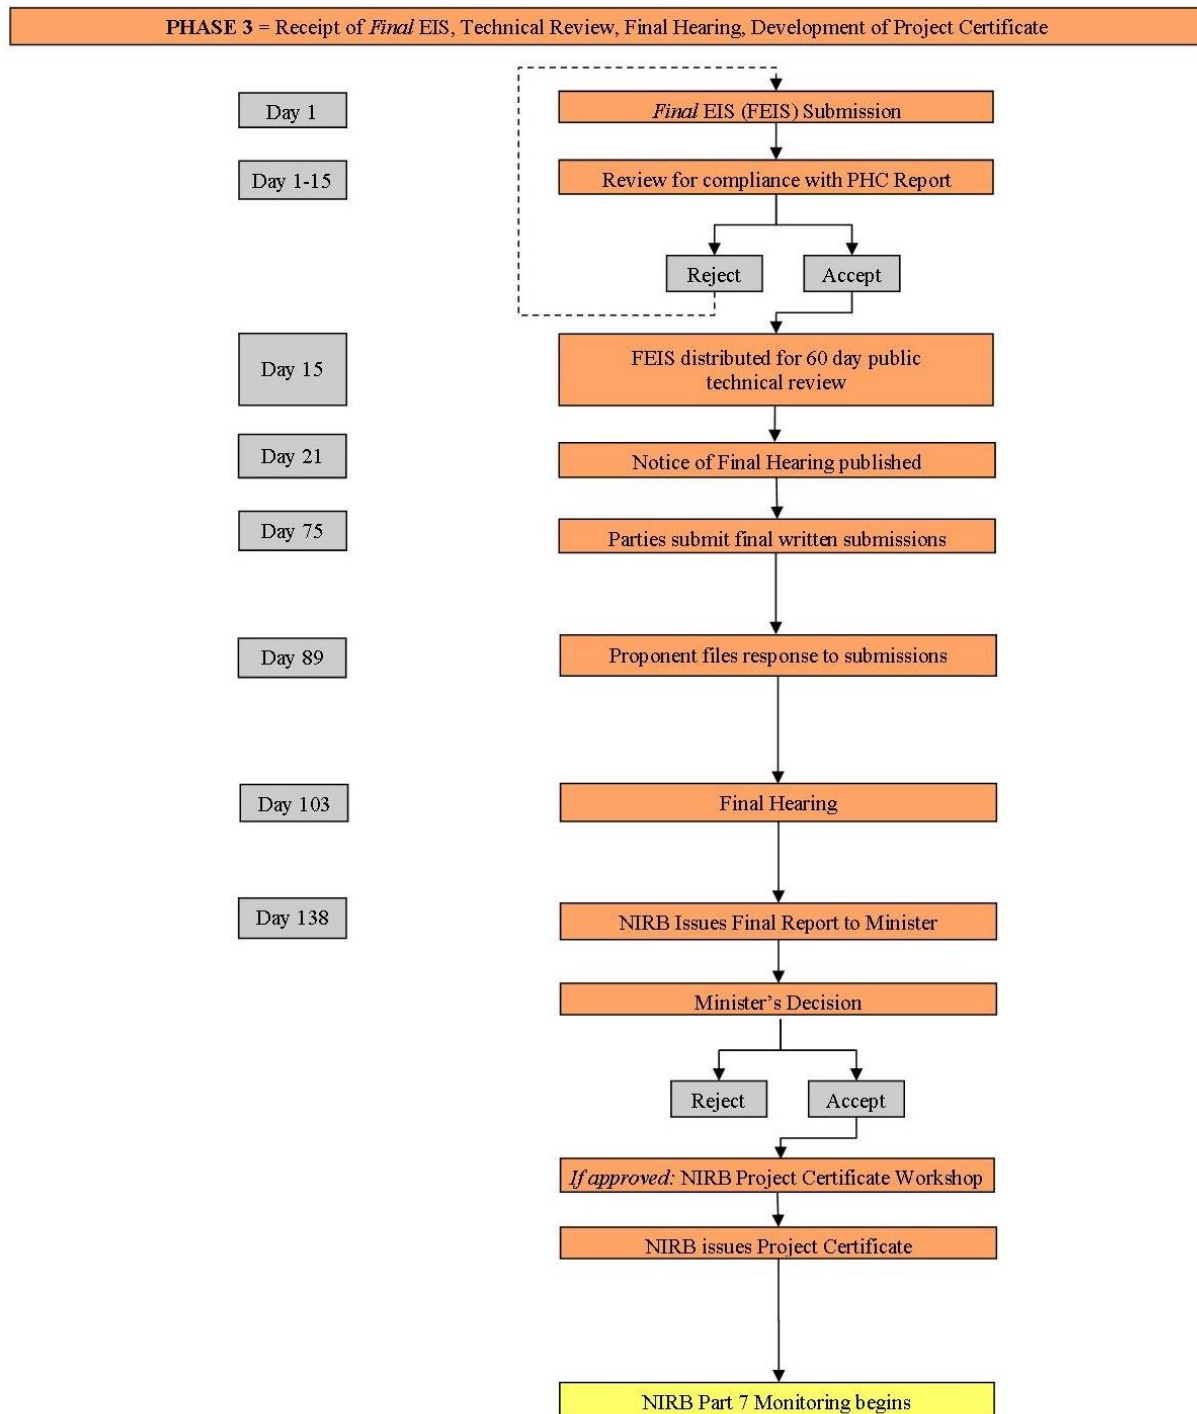 PHASE 3 = Receipt of Final EIS, Technical Review, Final Hearing, Development of Project Certificate
Day 1
Final EIS (FEIS) Submission
Day 1-15
Review for compliance with PHC Report
Reject
Accept
Day 15
FEIS distributed for 60 day public
technical review
Day 21
Notice of Final Hearing published
Day 75
Parties submit final written submissions
Day 89
Proponent files response to submissions
Day 103
Final Hearing
Day 138
NIRB Issues Final Report to Minister
Minister’s Decision
Reject
Accept
If approved: NIRB Project Certificate Workshop
NIRB issues Project Certificate
NIRB Part 7 Monitoring begins